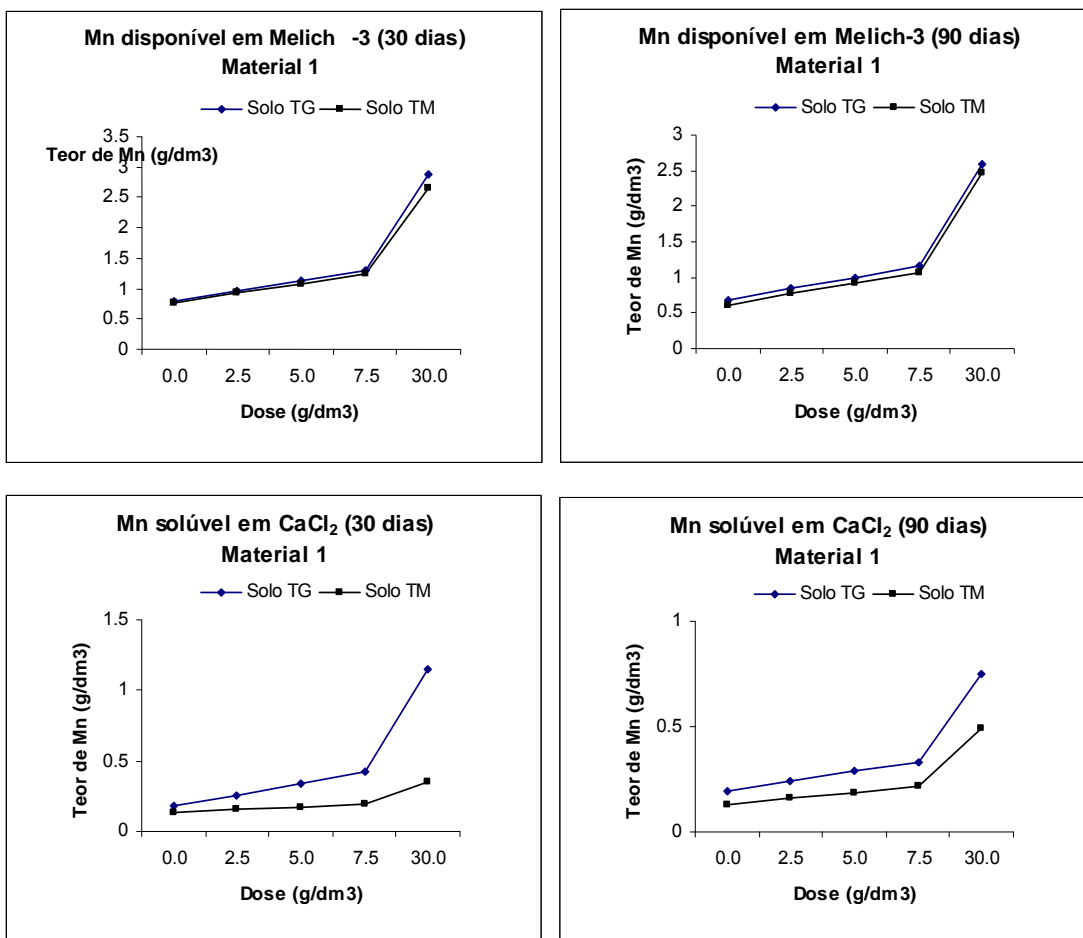 Mn disponível em Melich -3 (30 dias)
Material 1
Solo TG Solo TM
Teor de Mn (g/dm3)
3.5
3
2.5
2
1.5
1
0.5
0
0.0 2.5 5.0 7.5 30.0
Dose (g/dm3)
Mn disponível em Melich-3 (90 dias)
Material 1
Solo TG Solo TM
Teor de Mn (g/dm3)
3
2.5
2
1.5
1
0.5
0
0.0 2.5 5.0 7.5 30.0
Dose (g/dm3)
Mn solúvel em CaCl₂ (30 dias)
Material 1
Solo TG Solo TM
Teor de Mn (g/dm3)
1.5
1
0.5
0
0.0 2.5 5.0 7.5 30.0
Dose (g/dm3)
Mn solúvel em CaCl₂ (90 dias)
Material 1
Solo TG Solo TM
Teor de Mn (g/dm3)
1
0.5
0
0.0 2.5 5.0 7.5 30.0
Dose (g/dm3)